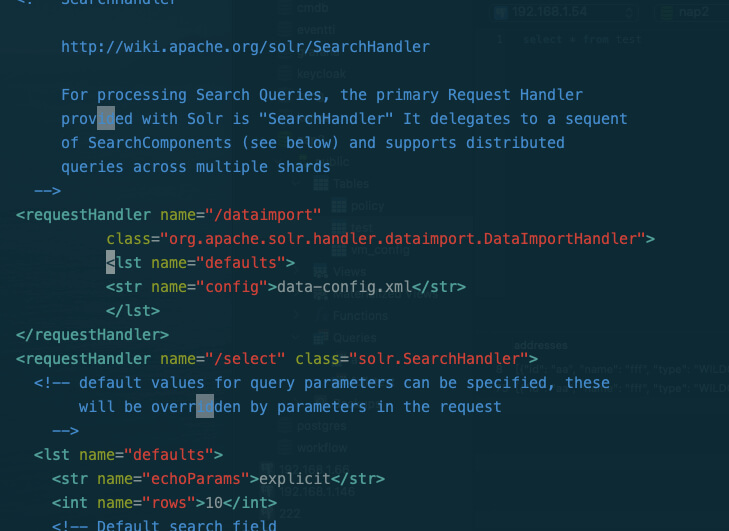 <!-- SearchHandler
http://wiki.apache.org/solr/SearchHandler
For processing Search Queries, the primary Request Handler
provided with Solr is "SearchHandler" It delegates to a sequent
of SearchComponents (see below) and supports distributed
queries across multiple shards
-->
<requestHandler name="/dataimport"
class="org.apache.solr.handler.dataimport.DataImportHandler">
<lst name="defaults">
<str name="config">data-config.xml</str>
</lst>
</requestHandler>
<requestHandler name="/select" class="solr.SearchHandler">
<!-- default values for query parameters can be specified, these
will be overridden by parameters in the request
-->
<lst name="defaults">
<str name="echoParams">explicit</str>
<int name="rows">10</int>
<!-- Default search field
cmdb
keycloak
Tables
policy
Views
Functions
Queries
postgres
workflow
192.168.1.66
192.168.1.146
222
192.168.1.54
nap2
1 select * from test
addresses